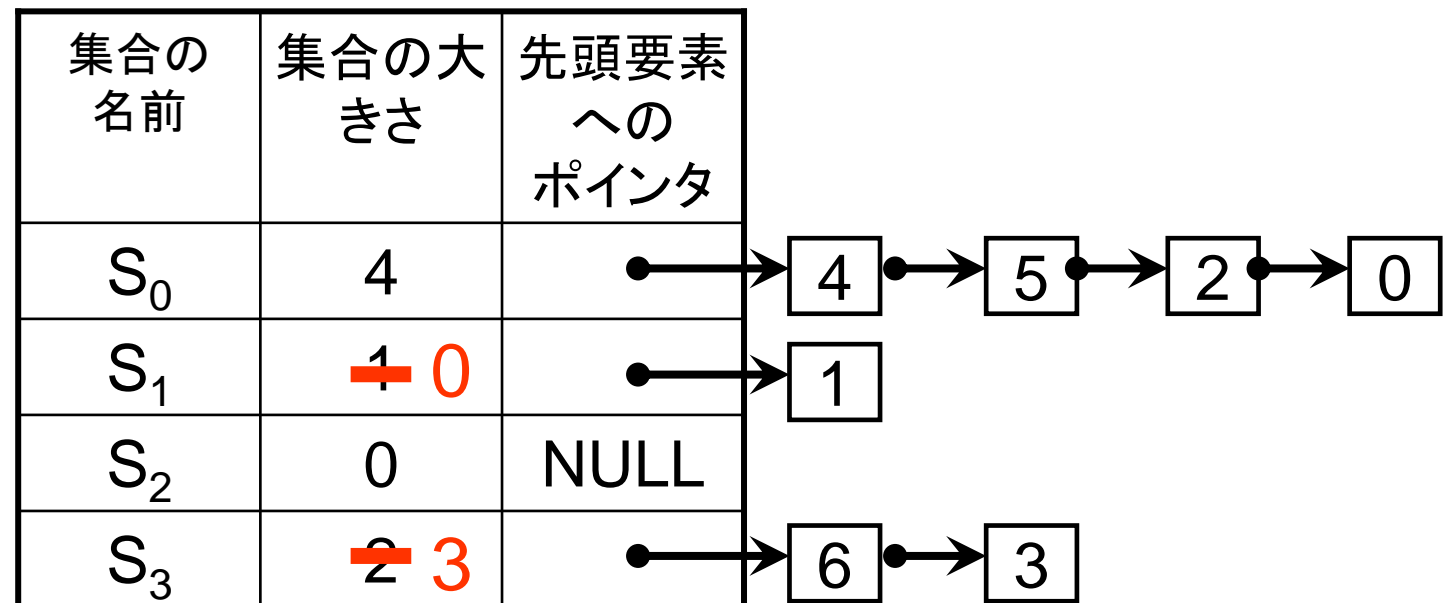 集合の
名前
集合の大
きさ
先頭要素
への
ポインタ
S0 4 4 5 2 0
S1 1 0 1
S2 0 NULL
S3 2 3 6 3